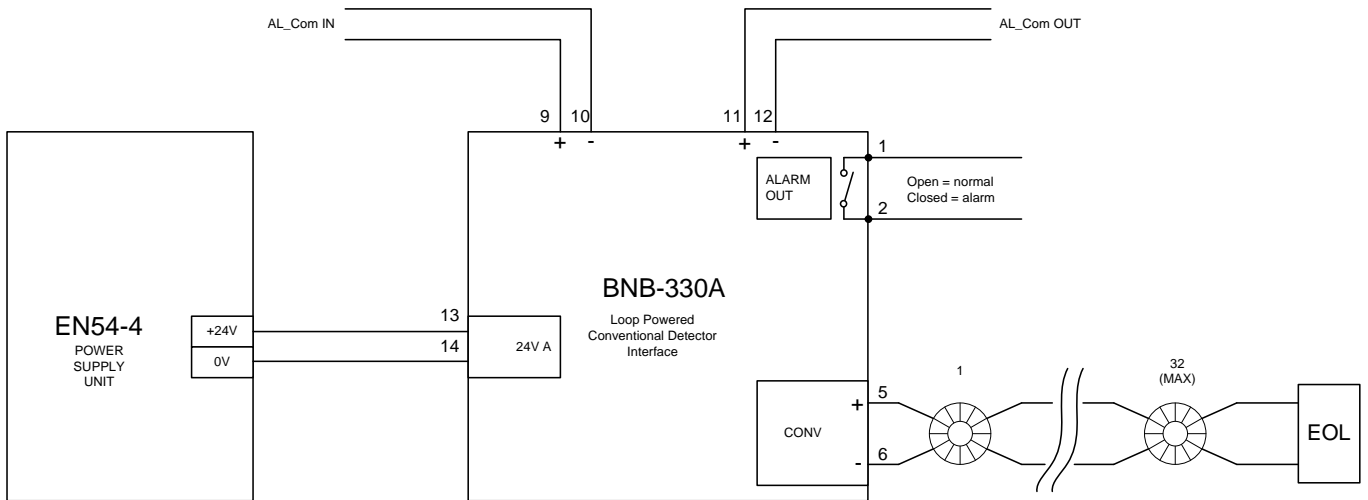 AL_Com IN
AL_Com OUT
9 10
11 12
+ -
+ -
1
ALARM
OUT
Open = normal
Closed = alarm
2
BNB-330A
Loop Powered
Conventional Detector
Interface
EN54-4
POWER
SUPPLY
UNIT
+24V
0V
13
14
24V A
CONV
+
-
5
6
1
32
(MAX)
EOL